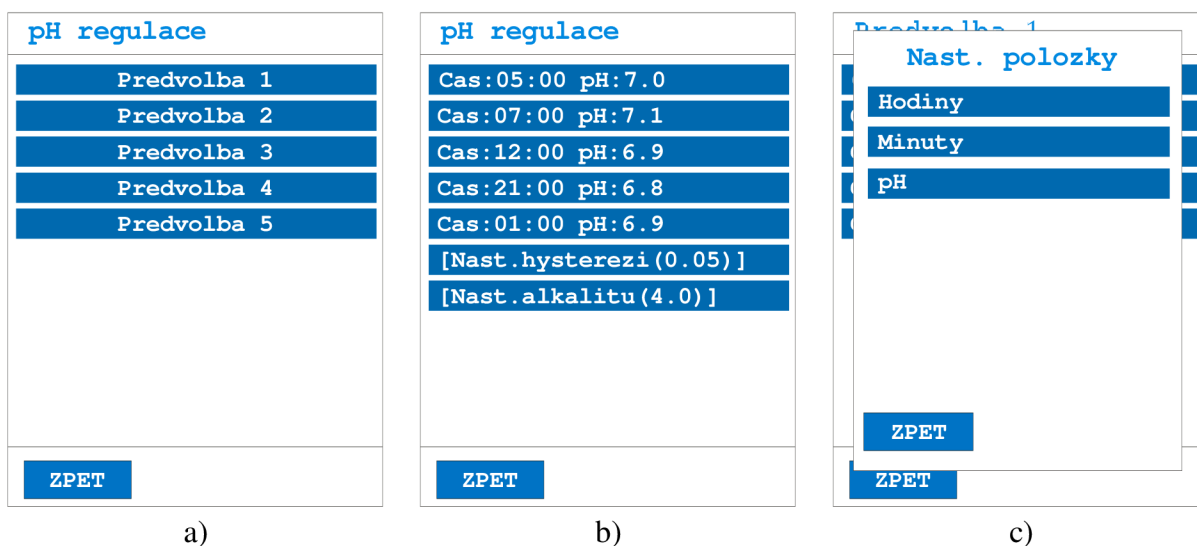 pH regulace
Predvolba 1
Predvolba 2
Predvolba 3
Predvolba 4
Predvolba 5
ZPET
a)
pH regulace
Cas:05:00 pH:7.0
Cas:07:00 pH:7.1
Cas:12:00 pH:6.9
Cas:21:00 pH:6.8
Cas:01:00 pH:6.9
[Nast.hysterezi(0.05)]
[Nast.alkalitu(4.0)]
ZPET
b)
Predvolba 1
Nast. polozky
Hodiny
Minuty
pH
ZPET
ZPET
c)